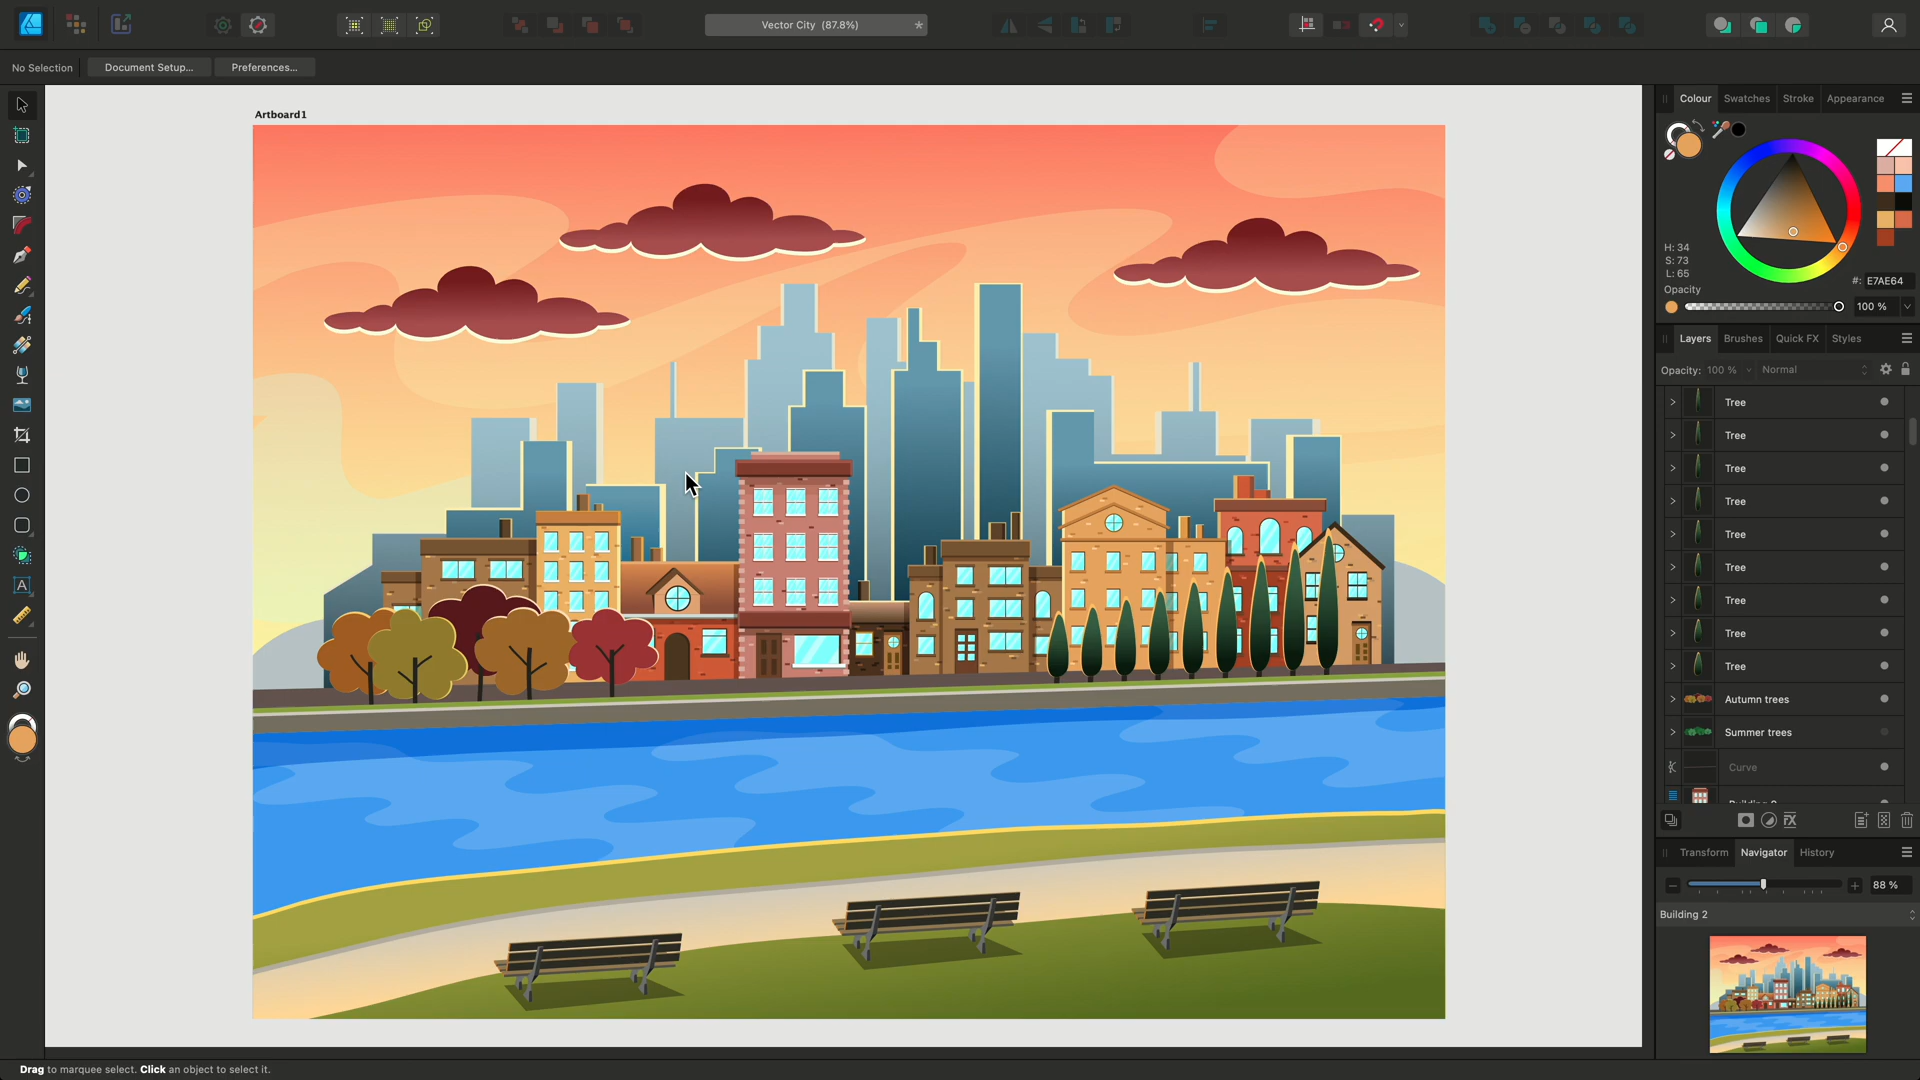 Vector City (87.8%)
*
No Selection
Document Setup...
Preferences...
Artboard1
Colour
Swatches
Stroke
Appearance
H: 34
S: 73
L: 65
#: E7AE64
Opacity
100 %
Layers
Brushes
Quick FX
Styles
Opacity: 100 %
Normal
Tree
Tree
Tree
Tree
Tree
Tree
Tree
Tree
Tree
Autumn trees
Summer trees
Curve
FX
Transform
Navigator
History
88 %
Building 2
A
Drag to marquee select. Click an object to select it.